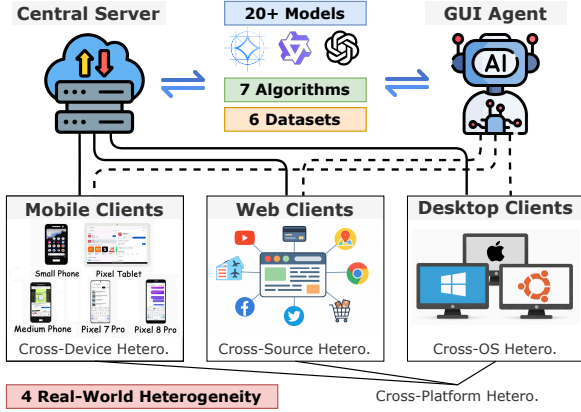 Central Server
20+ Models
GUI Agent
AI
7 Algorithms
6 Datasets
Mobile Clients
Web Clients
Desktop Clients
Small Phone
Pixel Tablet
Medium Phone
Pixel 7 Pro
Pixel 8 Pro
Cross-Device Hetero.
Cross-Source Hetero.
Cross-OS Hetero.
4 Real-World Heterogeneity
Cross-Platform Hetero.